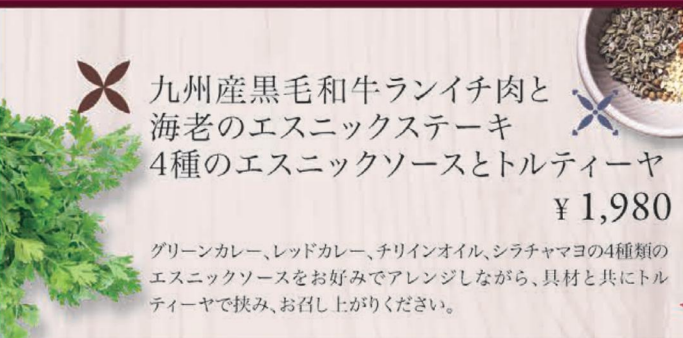 九州産黒毛和牛ランイチ肉と
海老のエスニックステーキ
4種のエスニックソースとトルティーヤ
¥ 1,980
グリーンカレー、レッドカレー、チリインオイル、シラチャマヨの4種類の
エスニックソースをお好みでアレンジしながら、具材と共にトル
ティーヤで挟み、お召し上がりください。